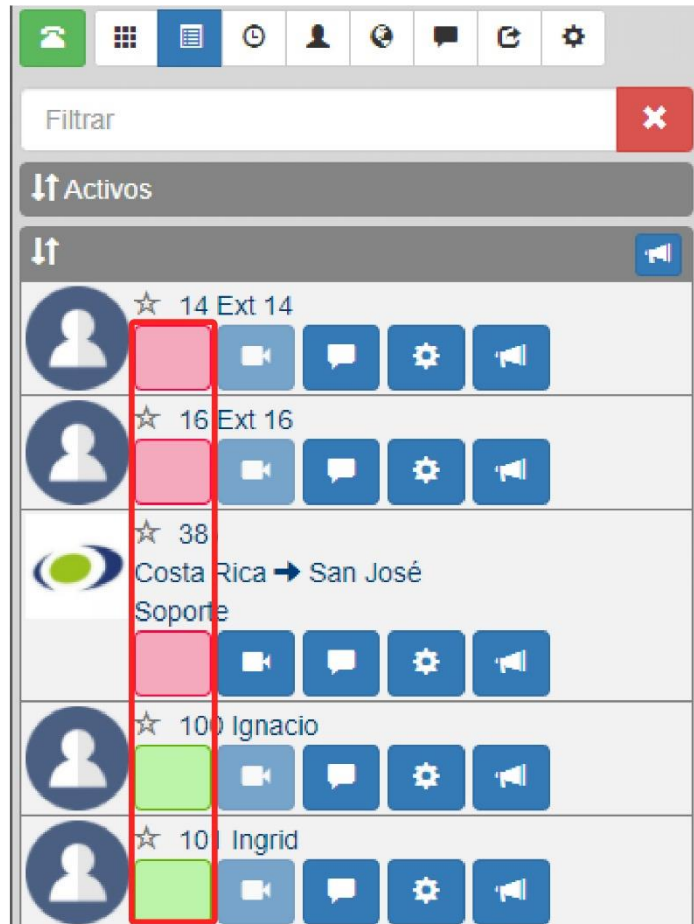 Filtrar
Activos
14 Ext 14
16 Ext 16
38
Costa Rica → San José
Soporte
100 Ignacio
101 Ingrid